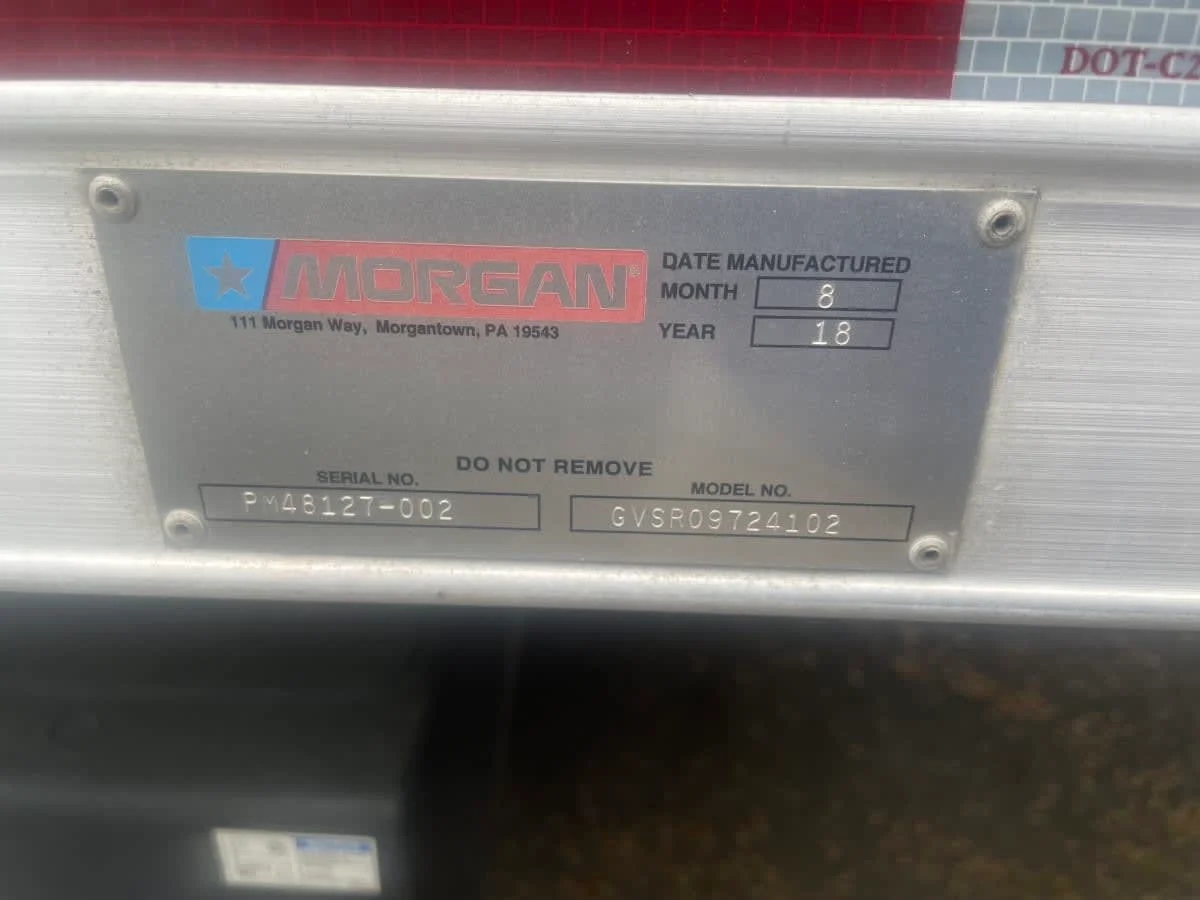 DOT-C2
MORGAN®
111 Morgan Way, Morgantown, PA 19543
DATE MANUFACTURED
MONTH 8
YEAR 18
DO NOT REMOVE
SERIAL NO.
PM48127-002
MODEL NO.
GVSR09724102